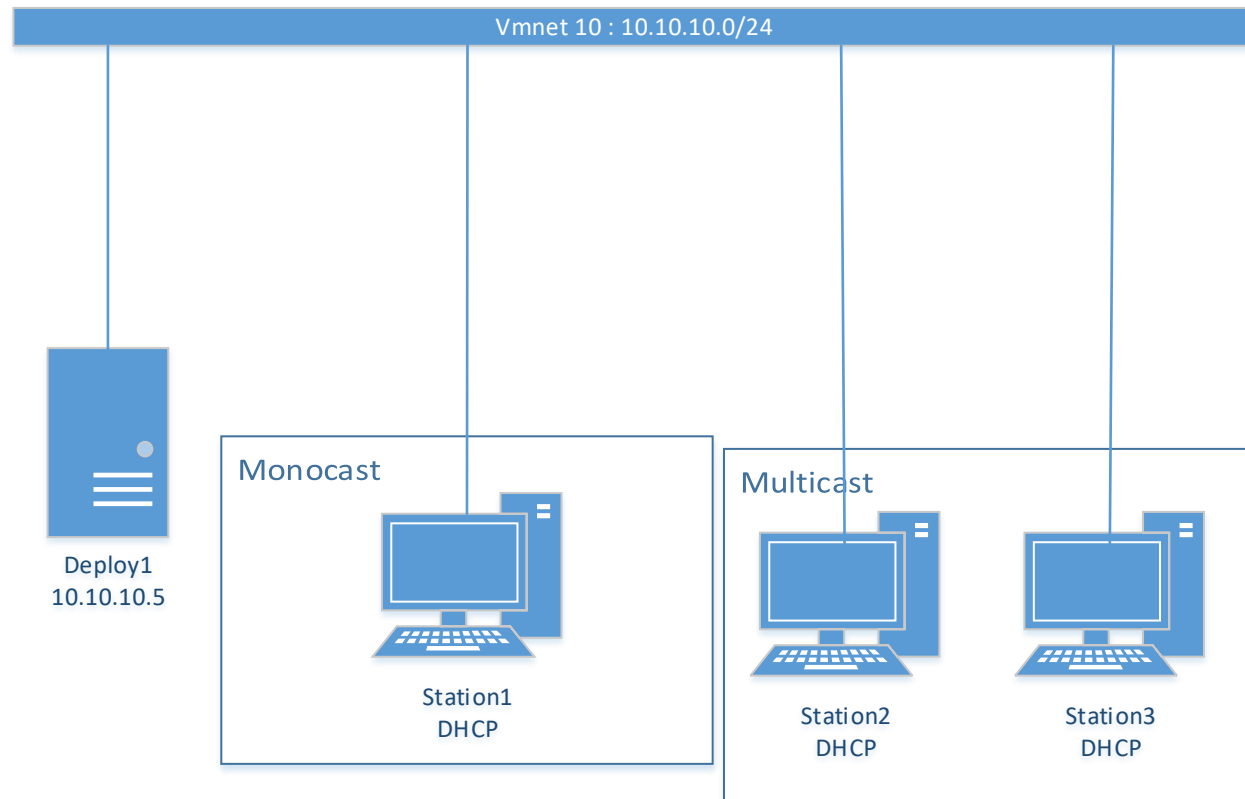 Vmnet 10 : 10.10.10.0/24
Deploy1
10.10.10.5
Monocast
Station1
DHCP
Multicast
Station2
DHCP
Station3
DHCP